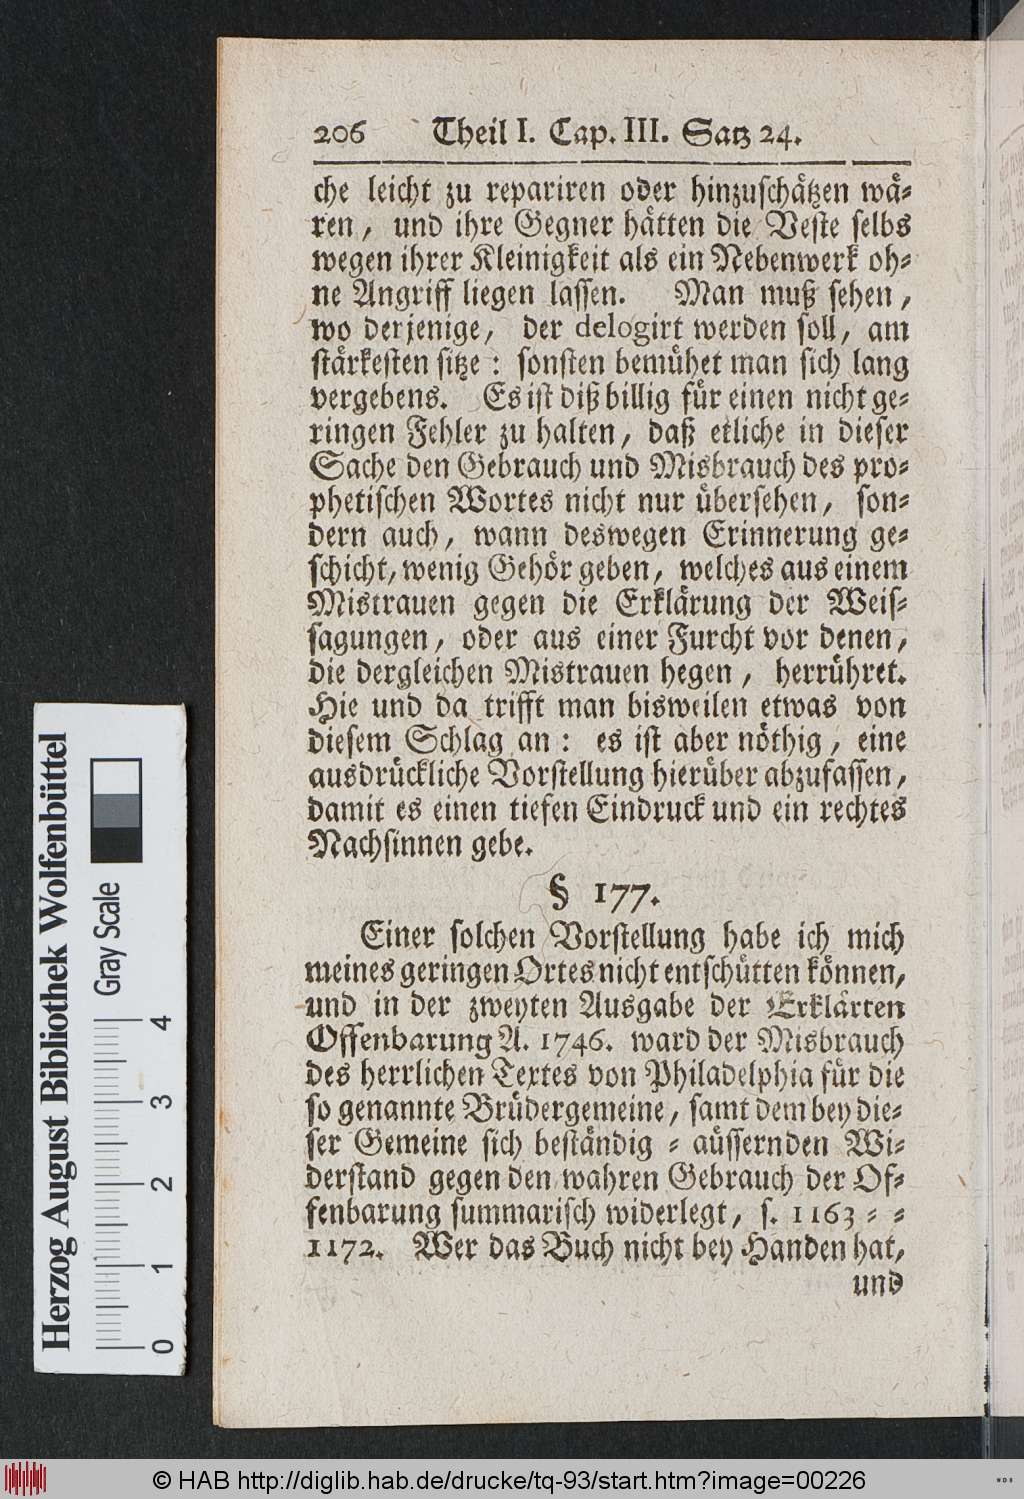 206 Theil I. Cap. III. Satz 24.
che leicht zu repariren oder hinzuschätzen wä-
ren, und ihre Gegner hätten die Veste selbs
wegen ihrer Kleinigkeit als ein Nebenwerk oh-
ne Angriff liegen lassen. Man muß sehen,
wo derjenige, der delogirt werden soll, am
stärkesten sitze: sonsten bemühet man sich lang
vergebens. Es ist diß billig für einen nicht ge-
ringen Fehler zu halten, daß etliche in dieser
Sache den Gebrauch und Misbrauch des pro-
phetischen Wortes nicht nur übersehen, son-
dern auch, wann deswegen Erinnerung ge-
schicht, wenig Gehör geben, welches aus einem
Mistrauen gegen die Erklärung der Weis-
sagungen, oder aus einer Furcht vor denen,
die dergleichen Mistrauen hegen, herrühret.
Hie und da trifft man bisweilen etwas von
diesem Schlag an: es ist aber nöthig, eine
ausdrückliche Vorstellung hierüber abzufassen,
damit es einen tiefen Eindruck und ein rechtes
Nachsinnen gebe.
§ 177.
Einer solchen Vorstellung habe ich mich
meines geringen Ortes nicht entschütten können,
und in der zweyten Ausgabe der Erklärten
Offenbarung A. 1746. ward der Misbrauch
des herrlichen Textes von Philadelphia für die
so genannte Brüdergemeine, samt dem bey die-
ser Gemeine sich beständig - aüssernden Wi-
derstand gegen den wahren Gebrauch der Of-
fenbarung summarisch widerlegt, s. 1163 - -
1172. Wer das Buch nicht bey Handen hat,
und
Herzog August Bibliothek Wolfenbüttel
Gray Scale
0 1 2 3 4
© HAB http://diglib.hab.de/drucke/tq-93/start.htm?image=00226
WDB